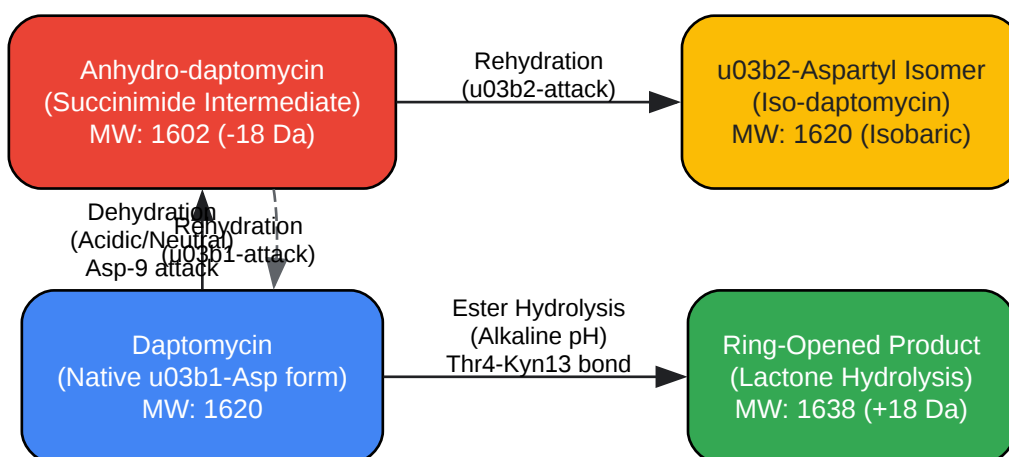 Anhydro-daptomycin
(Succinimide Intermediate)
MW: 1602 (-18 Da)
Rehydration
(u03b2-attack)
u03b2-Aspartyl Isomer
(Iso-daptomycin)
MW: 1620 (Isobaric)
Dehydration
(Acidic/Neutral)
Asp-9 attack
Rehydration
(u03b1-attack)
Daptomycin
(Native u03b1-Asp form)
MW: 1620
Ester Hydrolysis
(Alkaline pH)
Thr4-Kyn13 bond
Ring-Opened Product
(Lactone Hydrolysis)
MW: 1638 (+18 Da)